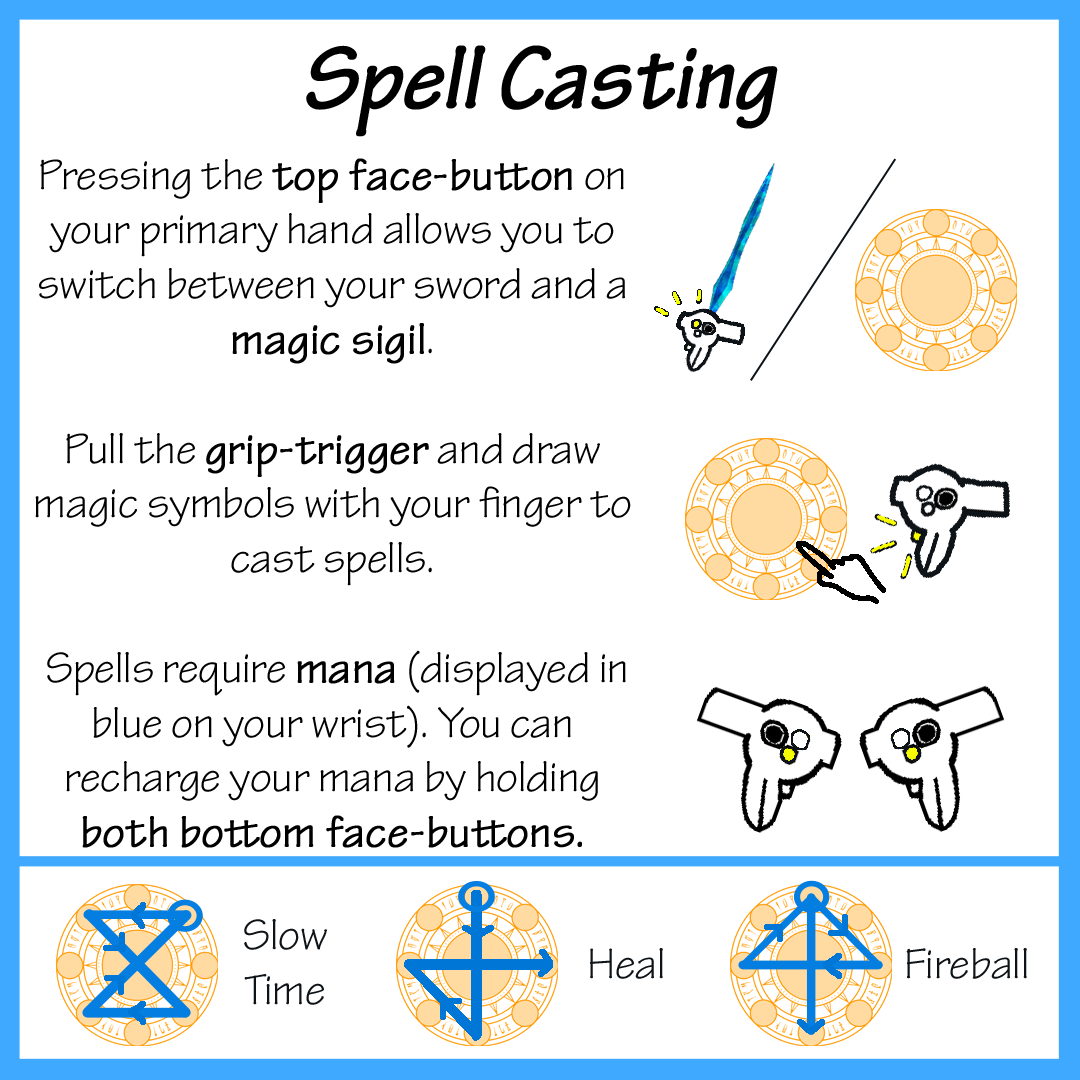 Spell Casting
Pressing the top face-button on
your primary hand allows you to
switch between your sword and a
magic sigil.
Pull the grip-trigger and draw
magic symbols with your finger to
cast spells.
Spells require mana (displayed in
blue on your wrist). You can
recharge your mana by holding
both bottom face-buttons.
Slow
Time
Heal
Fireball